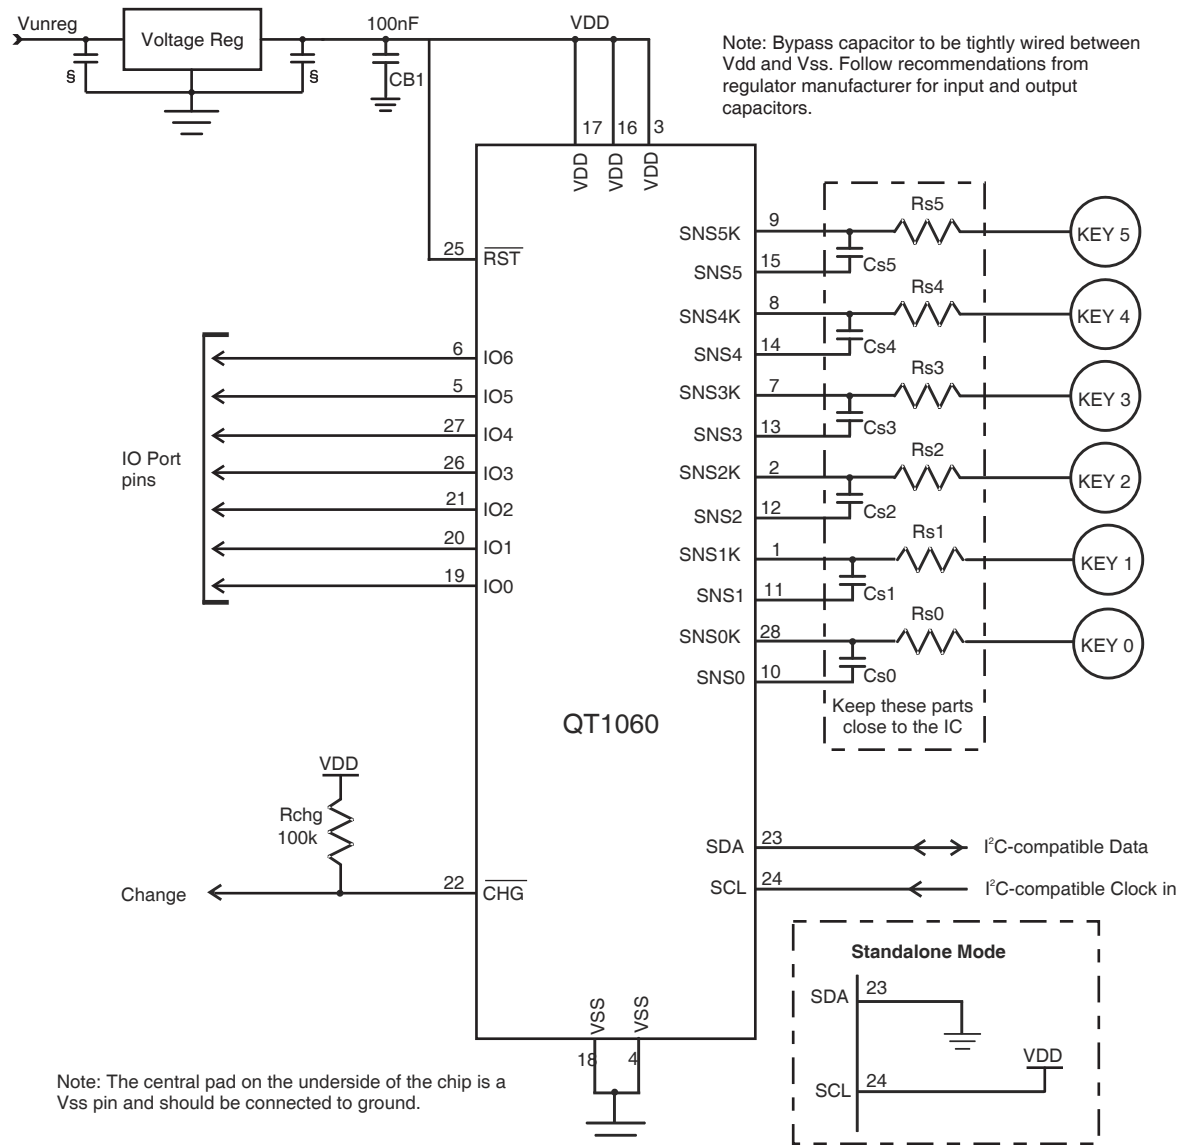 Vunreg
Voltage Reg
§
§
100nF
CB1
VDD
Note: Bypass capacitor to be tightly wired between
Vdd and Vss. Follow recommendations from
regulator manufacturer for input and output
capacitors.
17 16 3
VDD VDD VDD
25 RST
6 IO6
5 IO5
27 IO4
26 IO3
21 IO2
20 IO1
19 IO0
IO Port
pins
SNS5K 9 Rs5 KEY 5
SNS5 15 Cs5
SNS4K 8 Rs4 KEY 4
SNS4 14 Cs4
SNS3K 7 Rs3 KEY 3
SNS3 13 Cs3
SNS2K 2 Rs2 KEY 2
SNS2 12 Cs2
SNS1K 1 Rs1 KEY 1
SNS1 11 Cs1
SNS0K 28 Rs0 KEY 0
SNS0 10 Cs0
Keep these parts
close to the IC
QT1060
VDD
Rchg
100k
Change 22 CHG
SDA 23 I²C-compatible Data
SCL 24 I²C-compatible Clock in
Standalone Mode
SDA 23
SCL 24 VDD
VSS VSS
18 4
Note: The central pad on the underside of the chip is a
Vss pin and should be connected to ground.